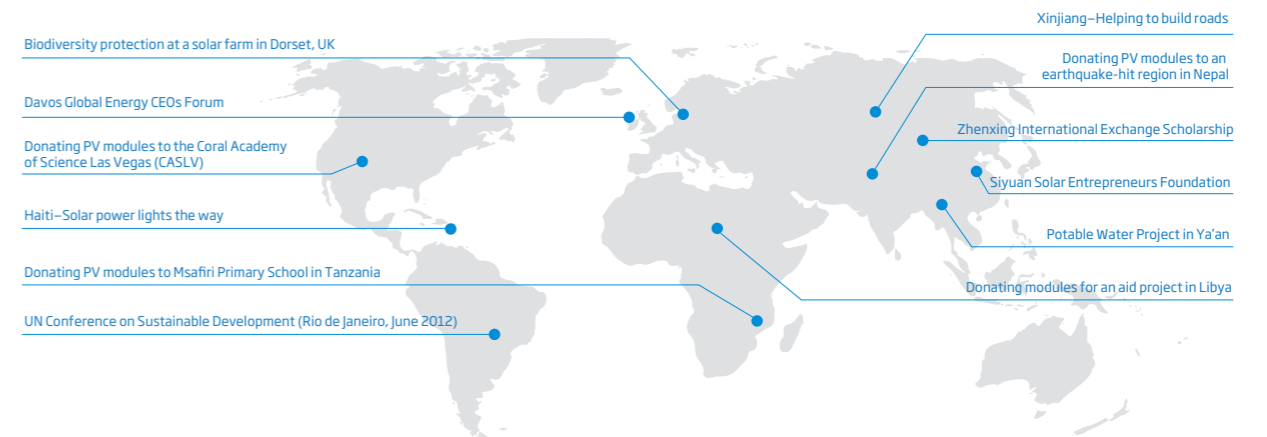 Biodiversity protection at a solar farm in Dorset, UK
Davos Global Energy CEOs Forum
Donating PV modules to the Coral Academy
of Science Las Vegas (CASLV)
Haiti–Solar power lights the way
Donating PV modules to Msafiri Primary School in Tanzania
UN Conference on Sustainable Development (Rio de Janeiro, June 2012)
Xinjiang–Helping to build roads
Donating PV modules to an
earthquake-hit region in Nepal
Zhenxing International Exchange Scholarship
Siyuan Solar Entrepreneurs Foundation
Potable Water Project in Ya'an
Donating modules for an aid project in Libya